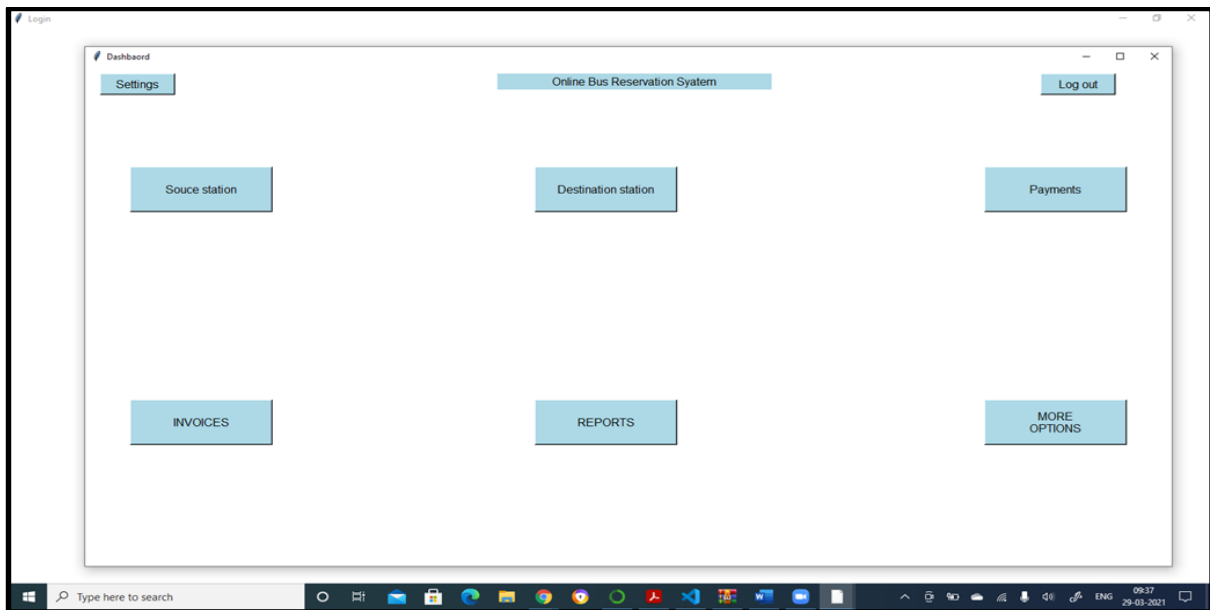 Login
Dashbaord
Settings
Online Bus Reservation Syatem
Log out
Souce station
Destination station
Payments
INVOICES
REPORTS
MORE
OPTIONS
Type here to search
ENG
09:37
29-03-2021